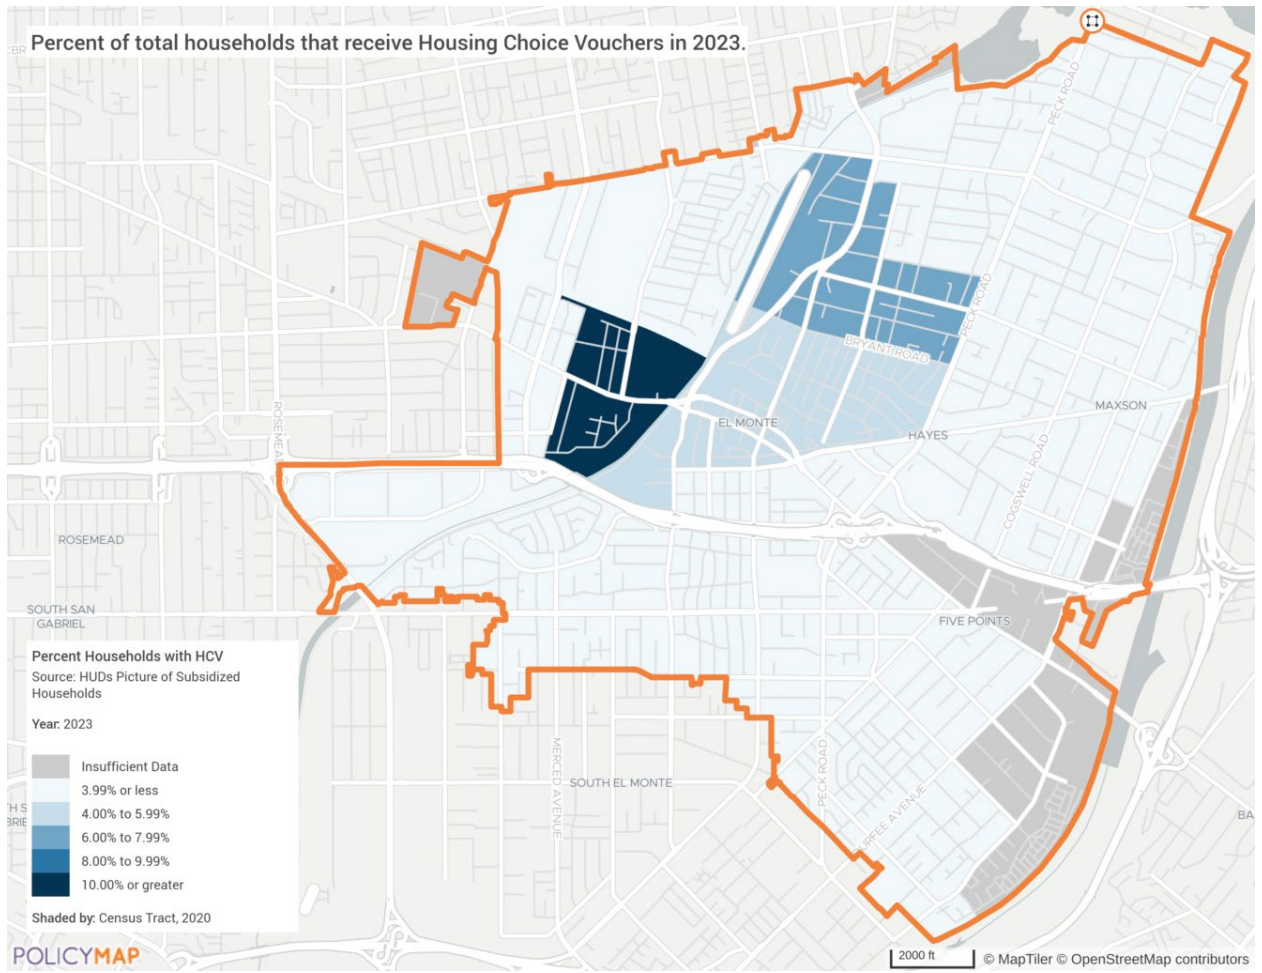 Percent of total households that receive Housing Choice Vouchers in 2023.
PECK ROAD
PECK ROAD
BRYANT ROAD
MAXSON
EL MONTE
HAYES
ROSEMEAD
COGSWELL ROAD
ROSEMEAD
SOUTH SAN
GABRIEL
FIVE POINTS
MERCED AVENUE
SOUTH EL MONTE
PECK ROAD
DURFEE AVENUE
BA
Percent Households with HCV
Source: HUDs Picture of Subsidized
Households
Year: 2023
Insufficient Data
3.99% or less
4.00% to 5.99%
6.00% to 7.99%
8.00% to 9.99%
10.00% or greater
Shaded by: Census Tract, 2020
POLICYMAP
2000 ft
© MapTiler © OpenStreetMap contributors